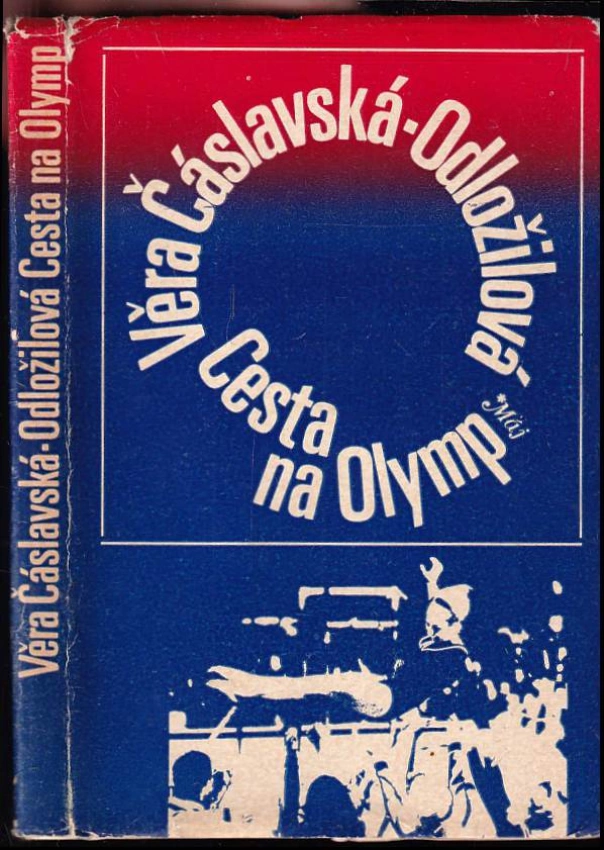 Věra Čáslavská-Odložilová Cesta na Olymp
Věra Čáslavská-Odložilová
Cesta
na Olymp
*Máj